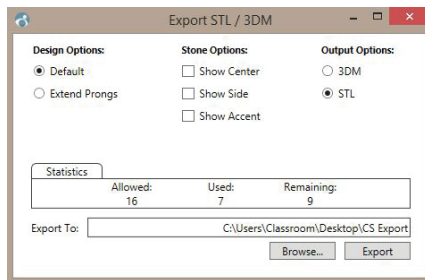 Export STL / 3DM
Design Options: Stone Options: Output Options:
Default Show Center 3DM
Extend Prongs Show Side STL
Show Accent
Statistics
Allowed: Used: Remaining:
16 7 9
Export To: C:\Users\Classroom\Desktop\CS Export
Browse... Export